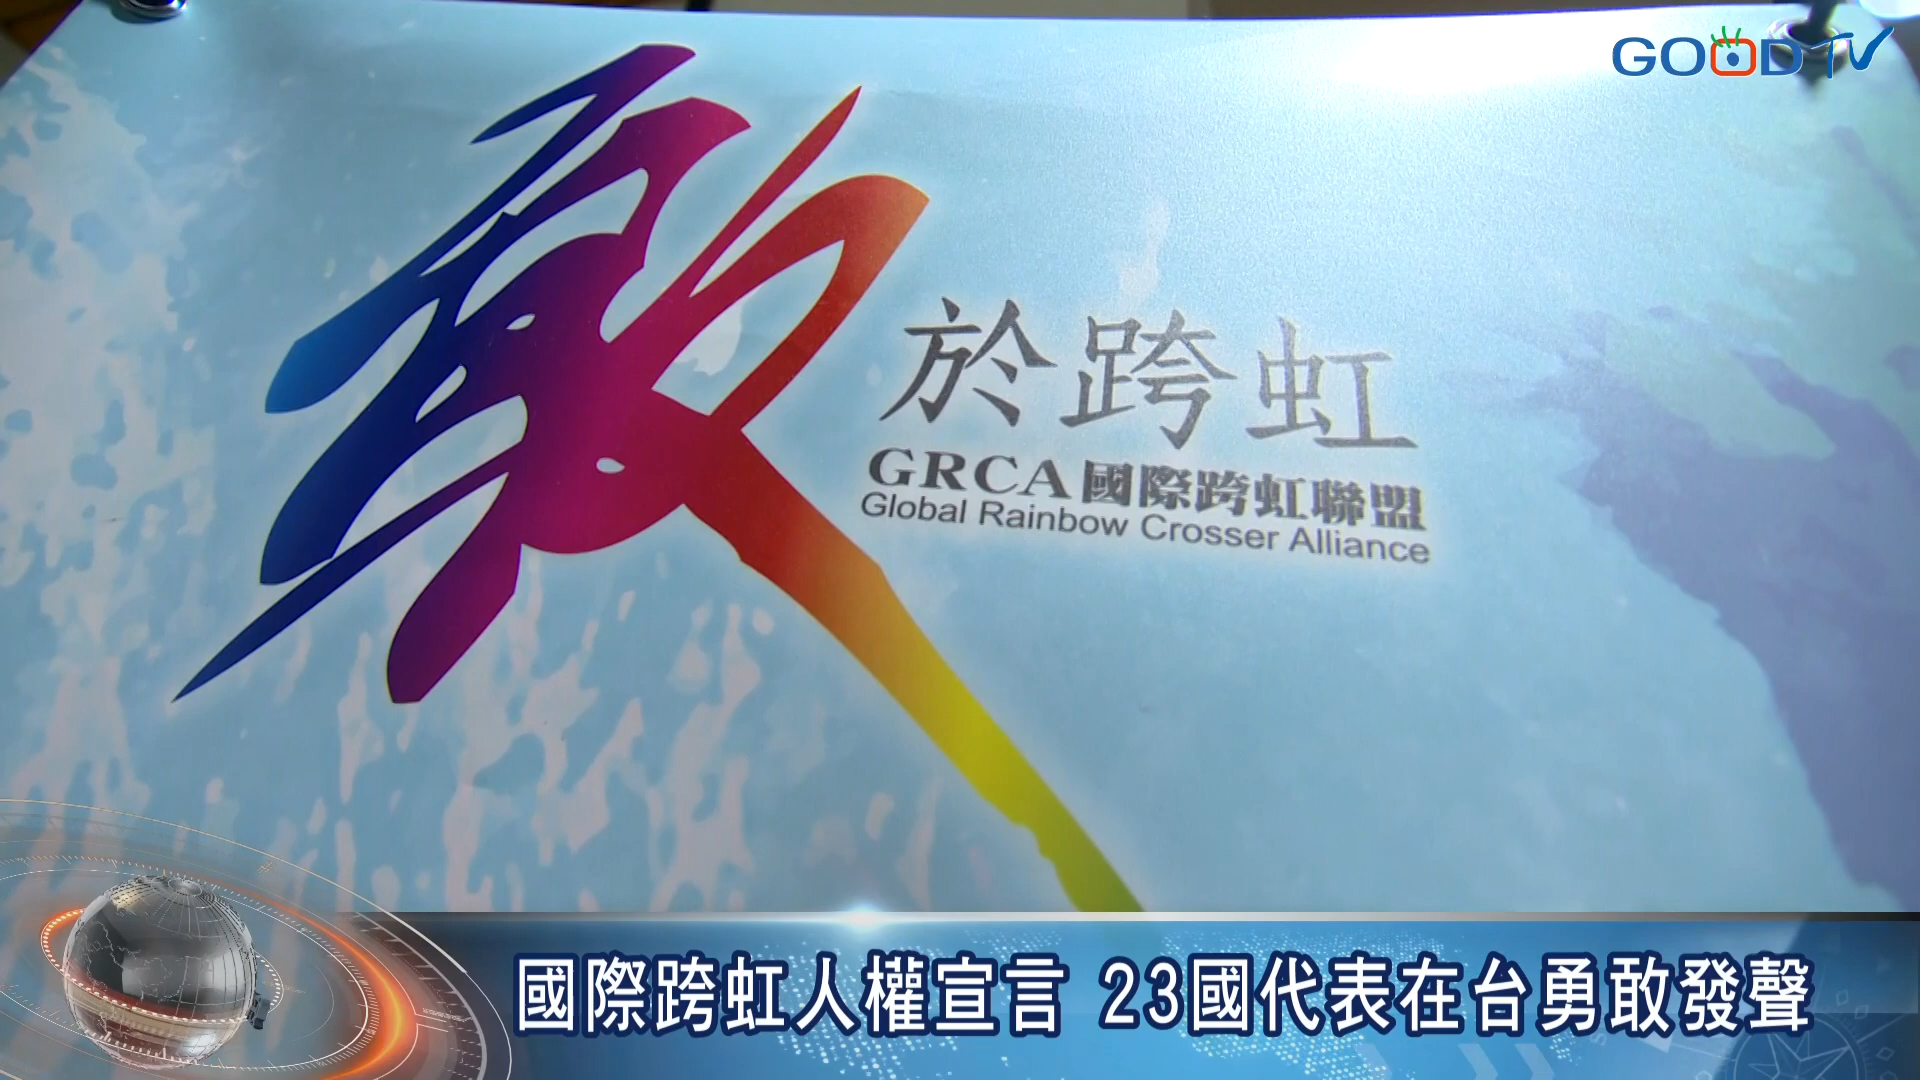 GOOD TV
敢於跨虹
GRCA國際跨虹聯盟
Global Rainbow Crosser Alliance
國際跨虹人權宣言 23國代表在台勇敢發聲